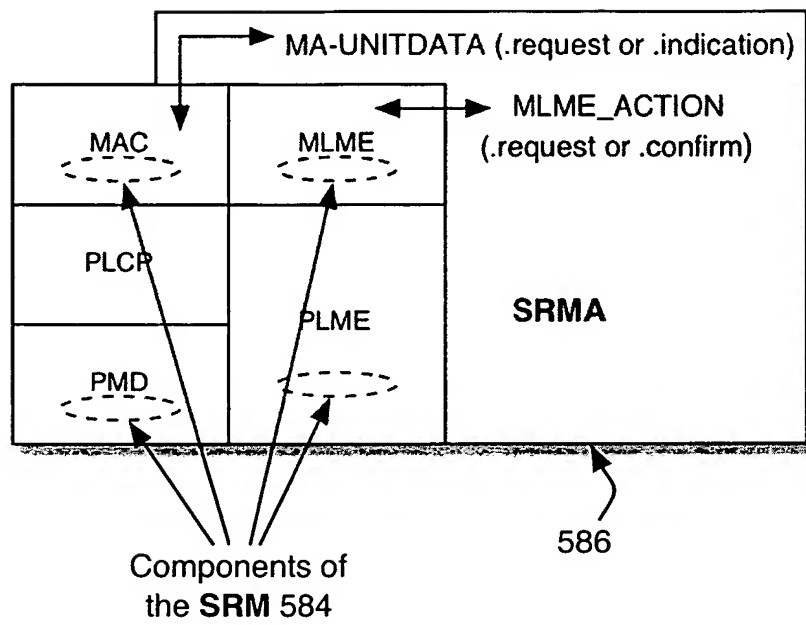 MA-UNITDATA (.request or .indication)
MLME_ACTION
(.request or .confirm)
MAC
MLME
PLCP
PLME
SRMA
PMD
586
Components of
the SRM 584